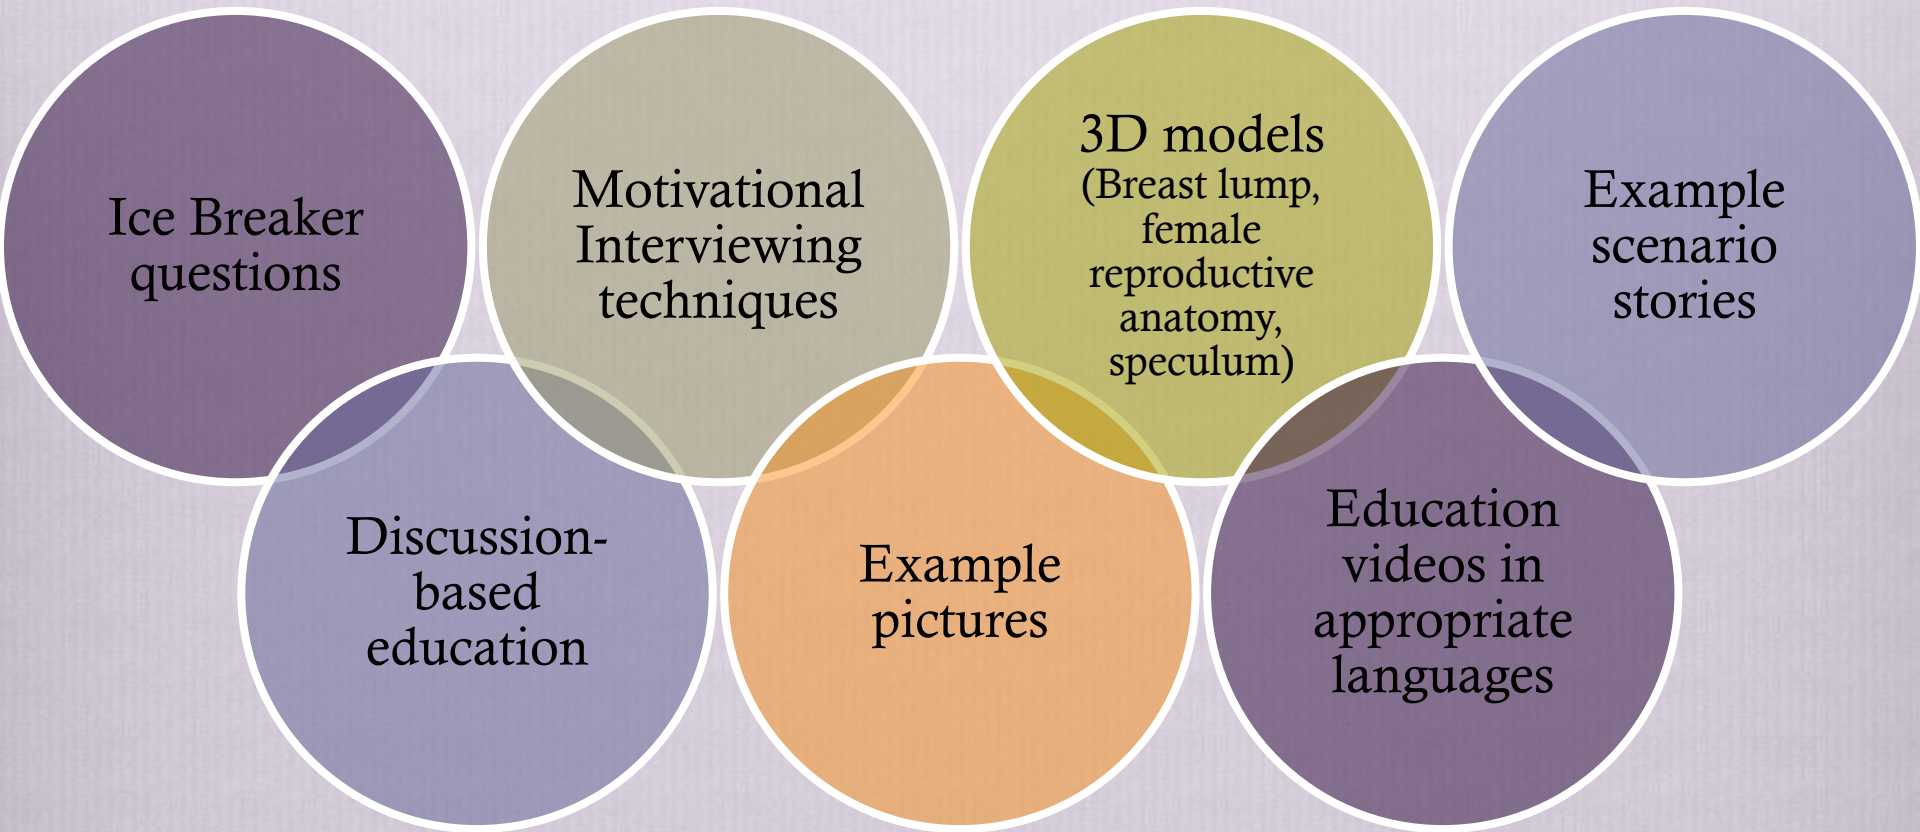 Ice Breaker
questions
Motivational
Interviewing
techniques
3D models
(Breast lump,
female
reproductive
anatomy,
speculum)
Example
scenario
stories
Discussion-
based
education
Example
pictures
Education
videos in
appropriate
languages